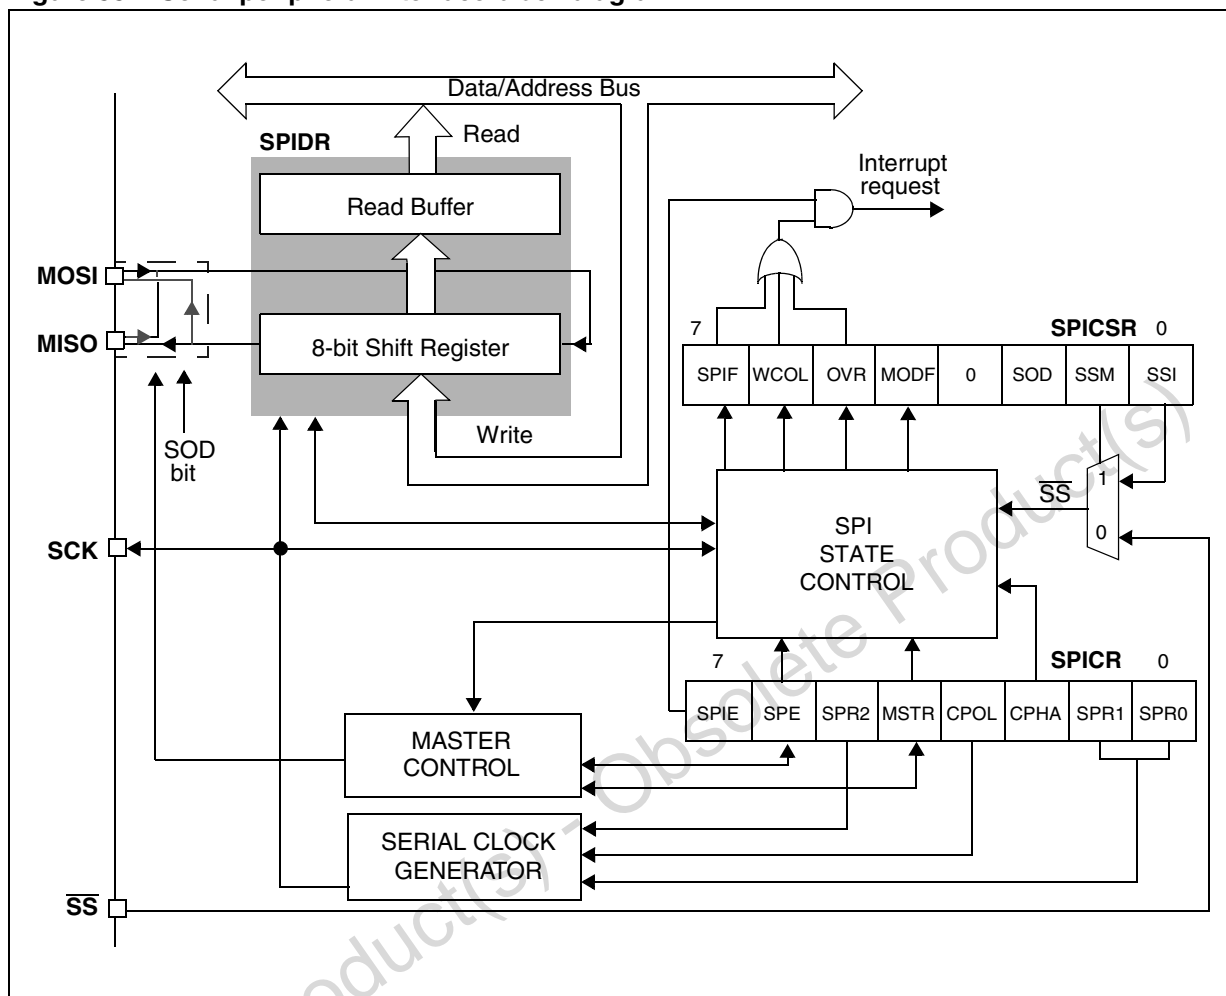 Data/Address Bus
SPIDR
Read
Read Buffer
Interrupt
request
MOSI
MISO
8-bit Shift Register
7
SPICSR 0
SPIF WCOL OVR MODF 0 SOD SSM SSI
Write
SOD
bit
1
SS
0
SCK
SPI
STATE
CONTROL
7
SPICR 0
SPIE SPE SPR2 MSTR CPOL CPHA SPR1 SPR0
MASTER
CONTROL
SERIAL CLOCK
GENERATOR
SS
Obsolete Product(s)